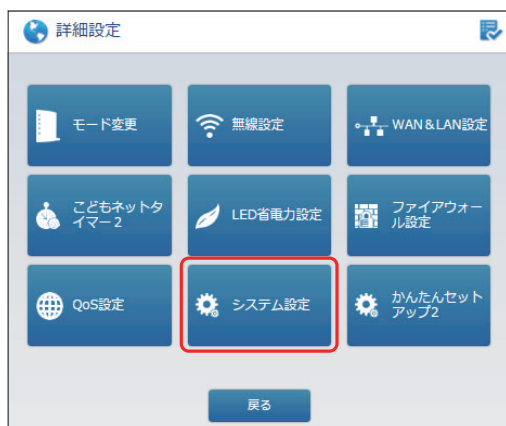 詳細設定
モード変更
無線設定
WAN&LAN設定
こどもネットタ
イマー2
LED省電力設定
ファイアウォー
ル設定
QoS設定
システム設定
かんたんセット
アップ2
戻る